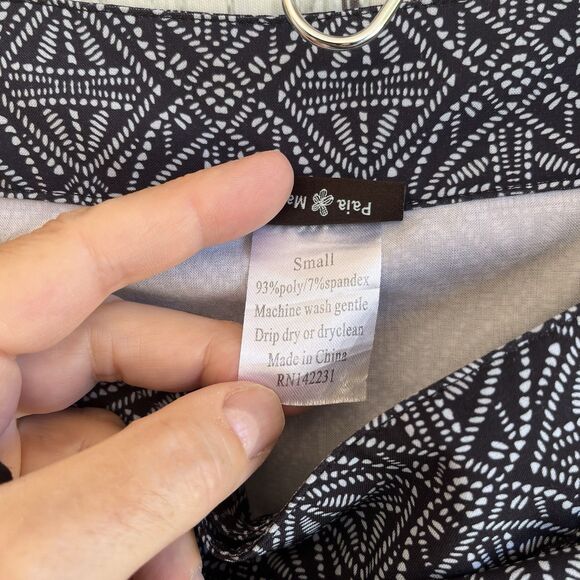 Paia
Small
93%poly/7%spandex
Machine wash gentle
Drip dry or dryclean
Made in China
RN142231